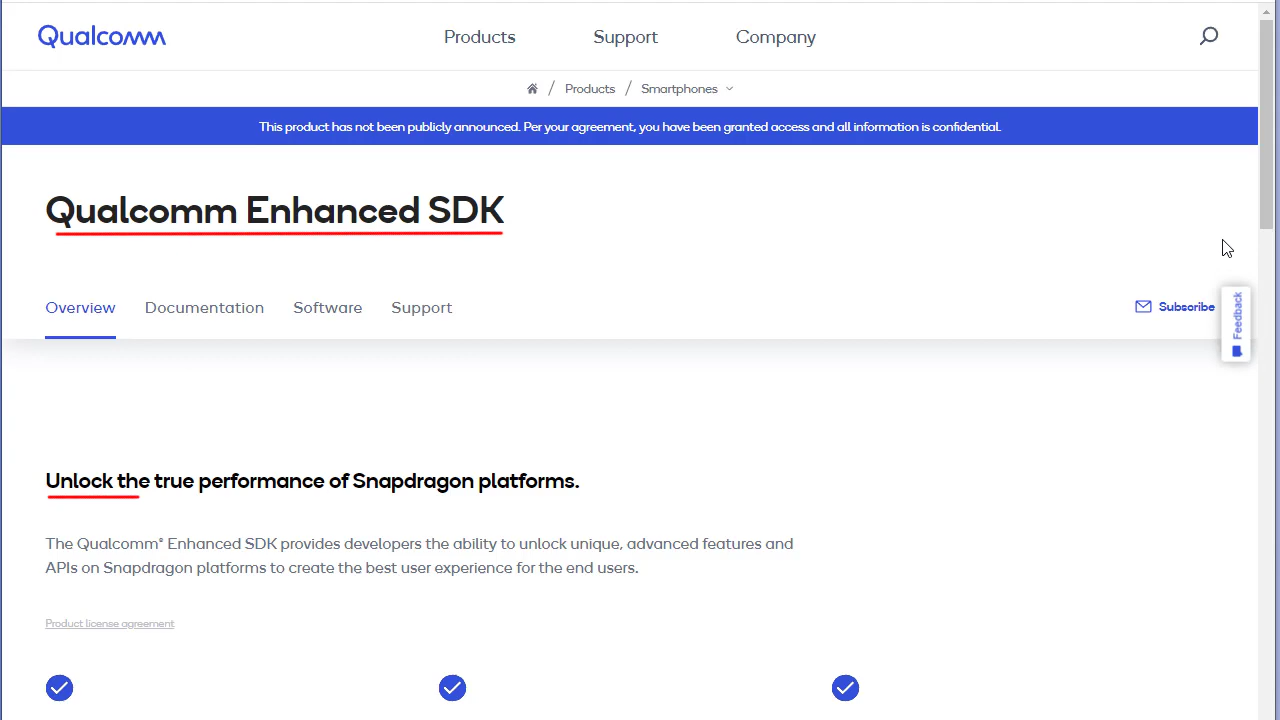 Qualcomm
Products Support Company
/ Products / Smartphones
This product has not been publicly announced. Per your agreement, you have been granted access and all information is confidential.
Qualcomm Enhanced SDK
Overview Documentation Software Support
Subscribe
Feedback
Unlock the true performance of Snapdragon platforms.
The Qualcomm® Enhanced SDK provides developers the ability to unlock unique, advanced features and
APIs on Snapdragon platforms to create the best user experience for the end users.
Product license agreement